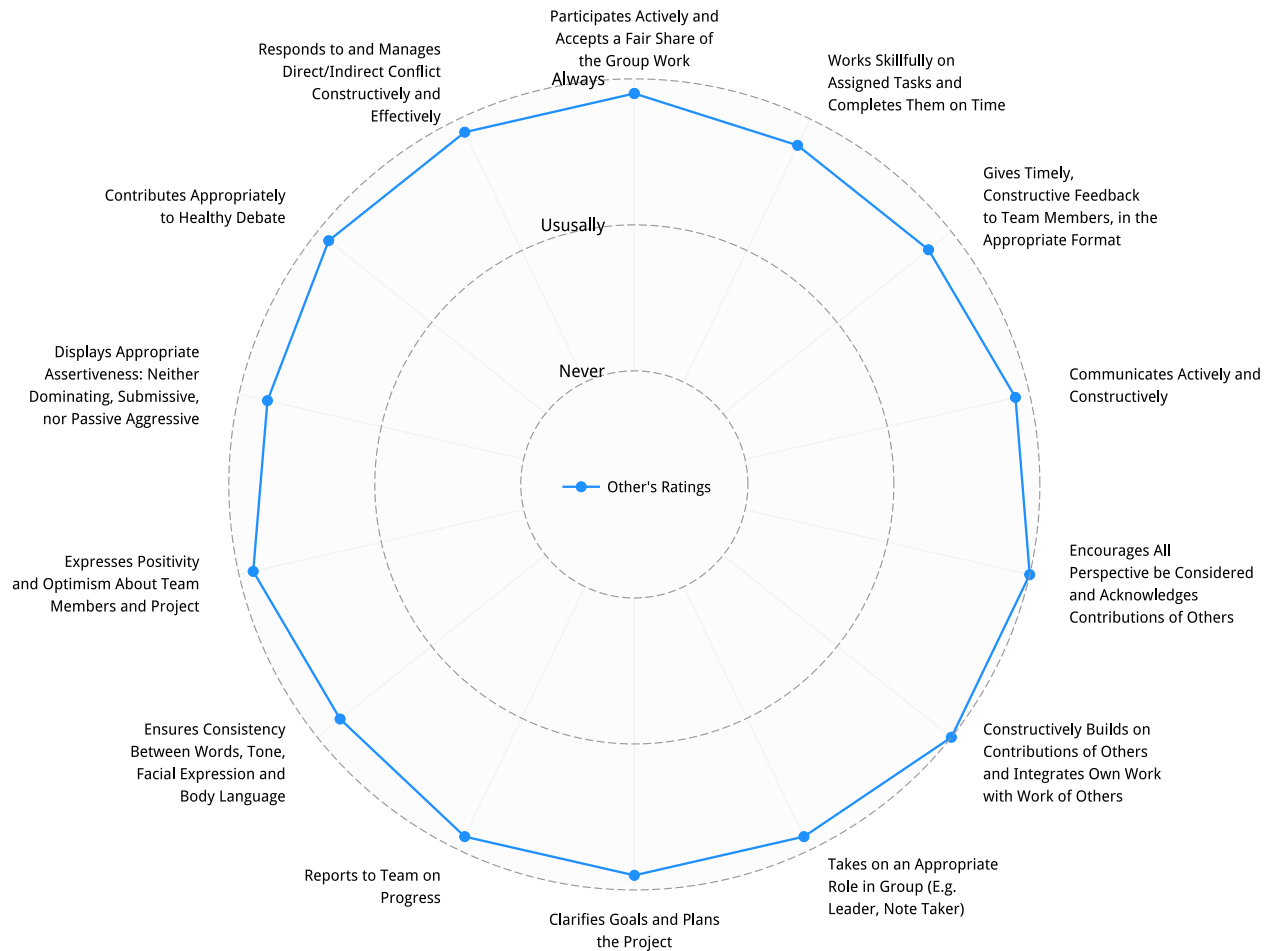 Participates Actively and
Accepts a Fair Share of
the Group Work
Works Skillfully on
Assigned Tasks and
Completes Them on Time
Gives Timely,
Constructive Feedback
to Team Members, in the
Appropriate Format
Communicates Actively and
Constructively
Encourages All
Perspective be Considered
and Acknowledges
Contributions of Others
Constructively Builds on
Contributions of Others
and Integrates Own Work
with Work of Others
Takes on an Appropriate
Role in Group (E.g.
Leader, Note Taker)
Clarifies Goals and Plans
the Project
Reports to Team on
Progress
Ensures Consistency
Between Words, Tone,
Facial Expression and
Body Language
Expresses Positivity
and Optimism About Team
Members and Project
Displays Appropriate
Assertiveness: Neither
Dominating, Submissive,
nor Passive Aggressive
Contributes Appropriately
to Healthy Debate
Responds to and Manages
Direct/Indirect Conflict
Constructively and
Effectively
Always
Ususally
Never
Other's Ratings